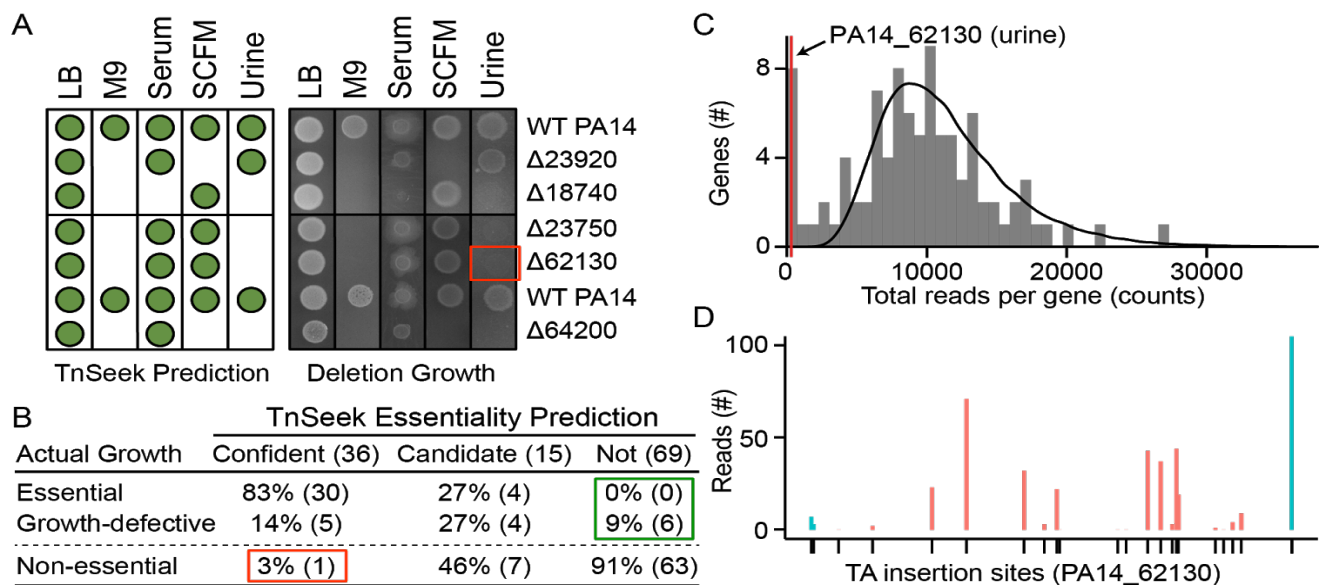 A
LB M9 Serum SCFM Urine LB M9 Serum SCFM Urine
WT PA14
Δ23920
Δ18740
Δ23750
Δ62130
WT PA14
Δ64200
TnSeek Prediction Deletion Growth
B
TnSeek Essentiality Prediction
Actual Growth Confident (36) Candidate (15) Not (69)
Essential 83% (30) 27% (4) 0% (0)
Growth-defective 14% (5) 27% (4) 9% (6)
Non-essential 3% (1) 46% (7) 91% (63)
C
PA14_62130 (urine)
Genes (#)
8
4
0
0 10000 20000 30000
Total reads per gene (counts)
D
Reads (#)
100
50
0
TA insertion sites (PA14_62130)